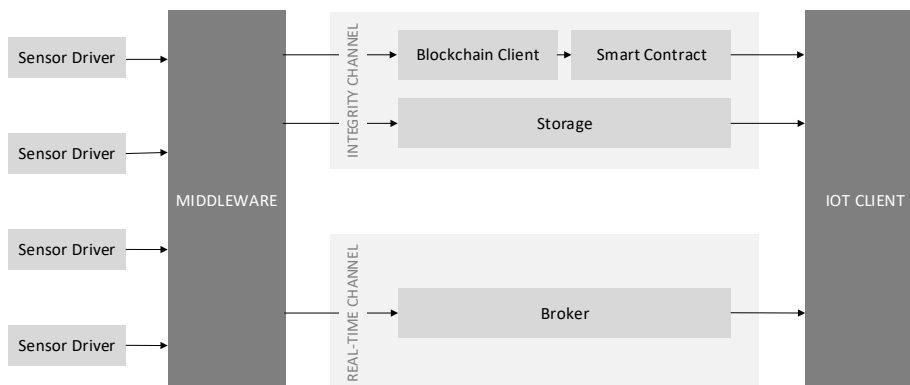 Sensor Driver
Sensor Driver
Sensor Driver
Sensor Driver
MIDDLEWARE
INTEGRITY CHANNEL
Blockchain Client
Smart Contract
Storage
REAL-TIME CHANNEL
Broker
IOT CLIENT